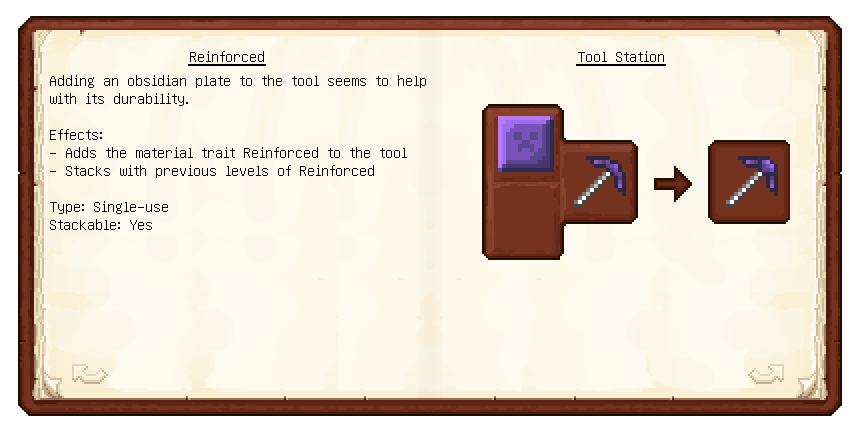 Reinforced
Adding an obsidian plate to the tool seems to help
with its durability.
Effects:
- Adds the material trait Reinforced to the tool
- Stacks with previous levels of Reinforced
Type: Single-use
Stackable: Yes
Tool Station